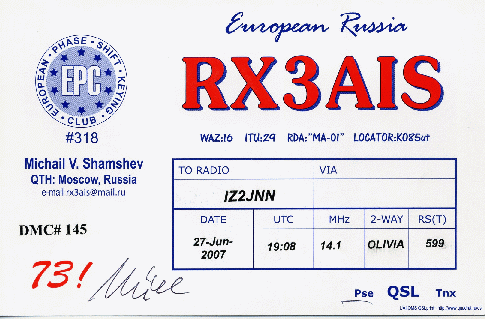 European Russia
RX3AIS
WAZ:16 ITU:29 RDA:"MA-01" LOCATOR:KO85ut
EUROPEAN PHASE SHIFT KEYING CLUB
EPC
#318
Michail V. Shamshev
QTH: Moscow, Russia
e-mail rx3ais@mail.ru
DMC# 145
73!
TO RADIO VIA
IZ2JNN
DATE UTC MHz 2-WAY RS(T)
27-Jun-2007 19:08 14.1 OLIVIA 599
Pse QSL Tnx